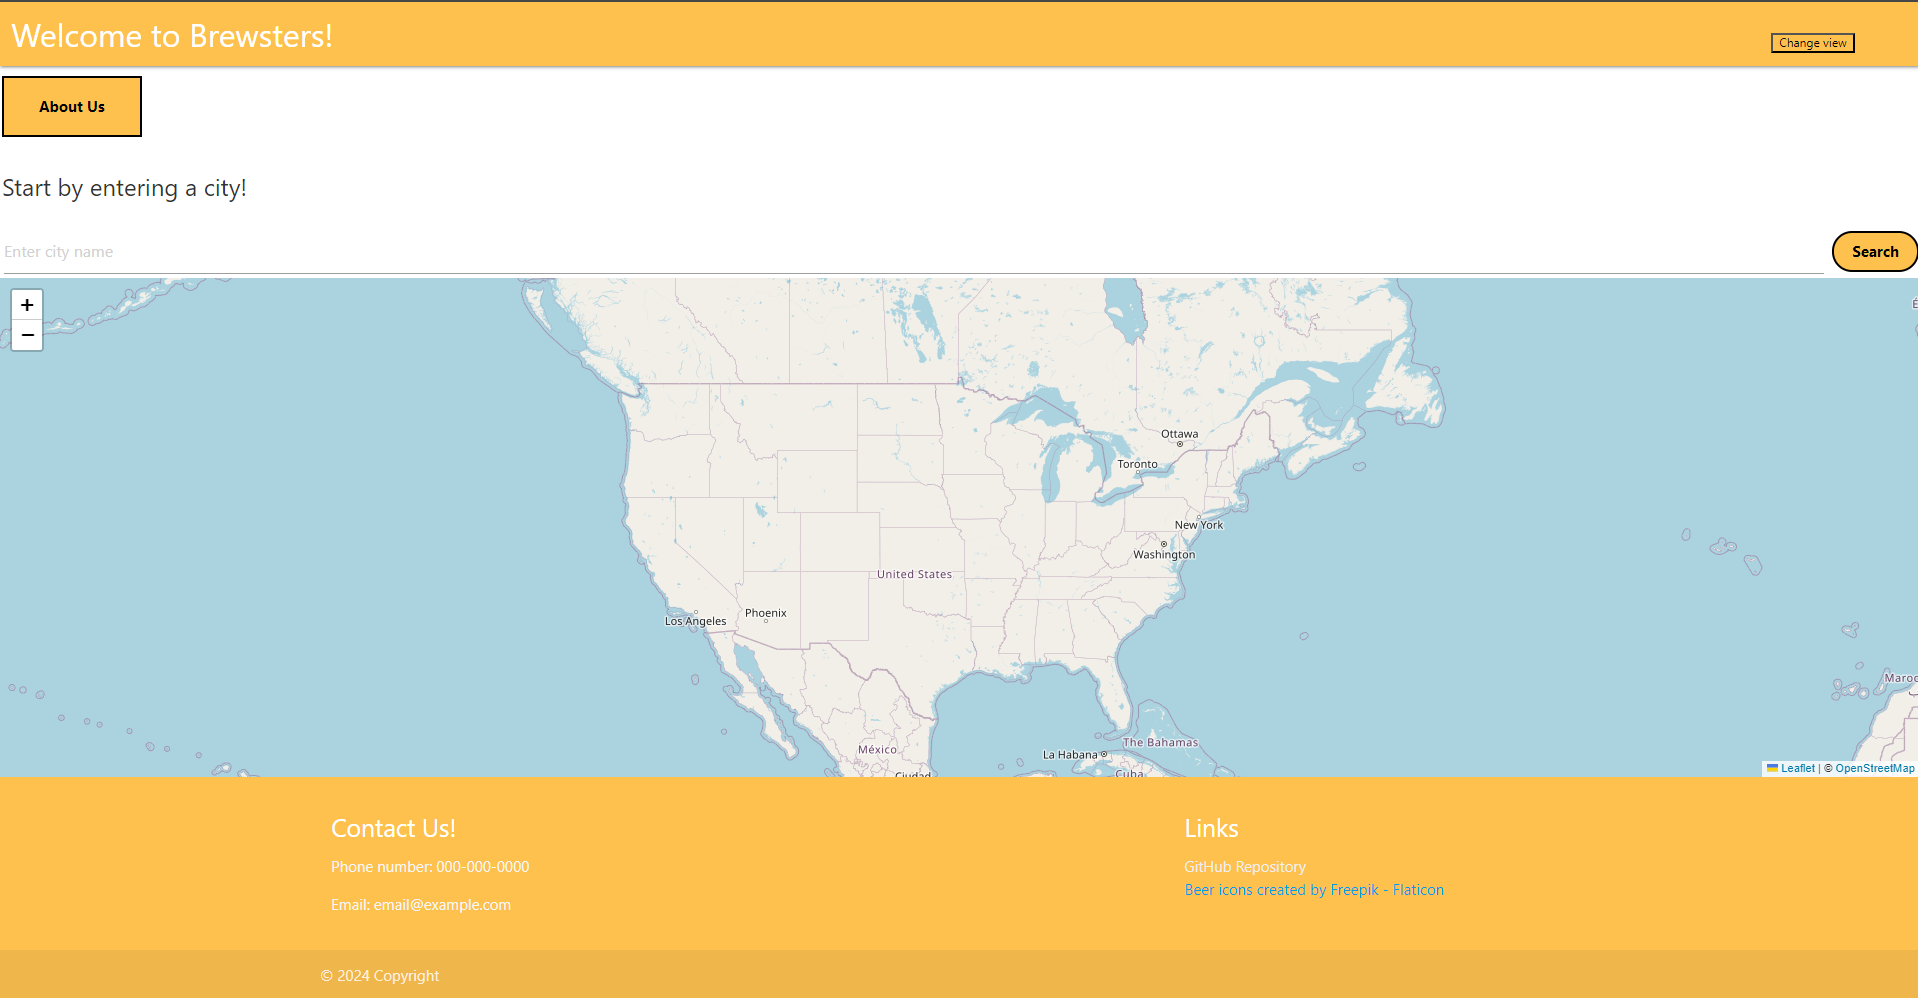 Welcome to Brewsters!
Change view
About Us
Start by entering a city!
Enter city name
Search
+
−
Ottawa
Toronto
New York
Washington
United States
Phoenix
Los Angeles
Maroc
México
La Habana
The Bahamas
Cuba
Ciudad
Leaflet | © OpenStreetMap
Contact Us!
Phone number: 000-000-0000
Email: email@example.com
Links
GitHub Repository
Beer icons created by Freepik - Flaticon
© 2024 Copyright